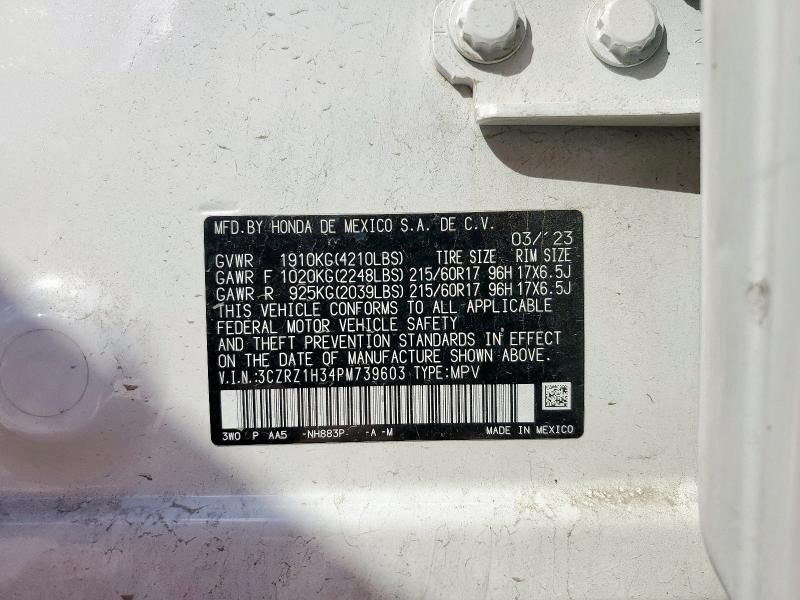 MFD.BY HONDA DE MEXICO S.A. DE C.V.
03/'23
GVWR 1910KG(4210LBS) TIRE SIZE RIM SIZE
GAWR F 1020KG(2248LBS) 215/60R17 96H 17X6.5J
GAWR R 925KG(2039LBS) 215/60R17 96H 17X6.5J
THIS VEHICLE CONFORMS TO ALL APPLICABLE
FEDERAL MOTOR VEHICLE SAFETY
AND THEFT PREVENTION STANDARDS IN EFFECT
ON THE DATE OF MANUFACTURE SHOWN ABOVE.
V.I.N.:3CZRZ1H34PM739603 TYPE:MPV
3W0 P AA5 -NH883P- -A -M MADE IN MEXICO